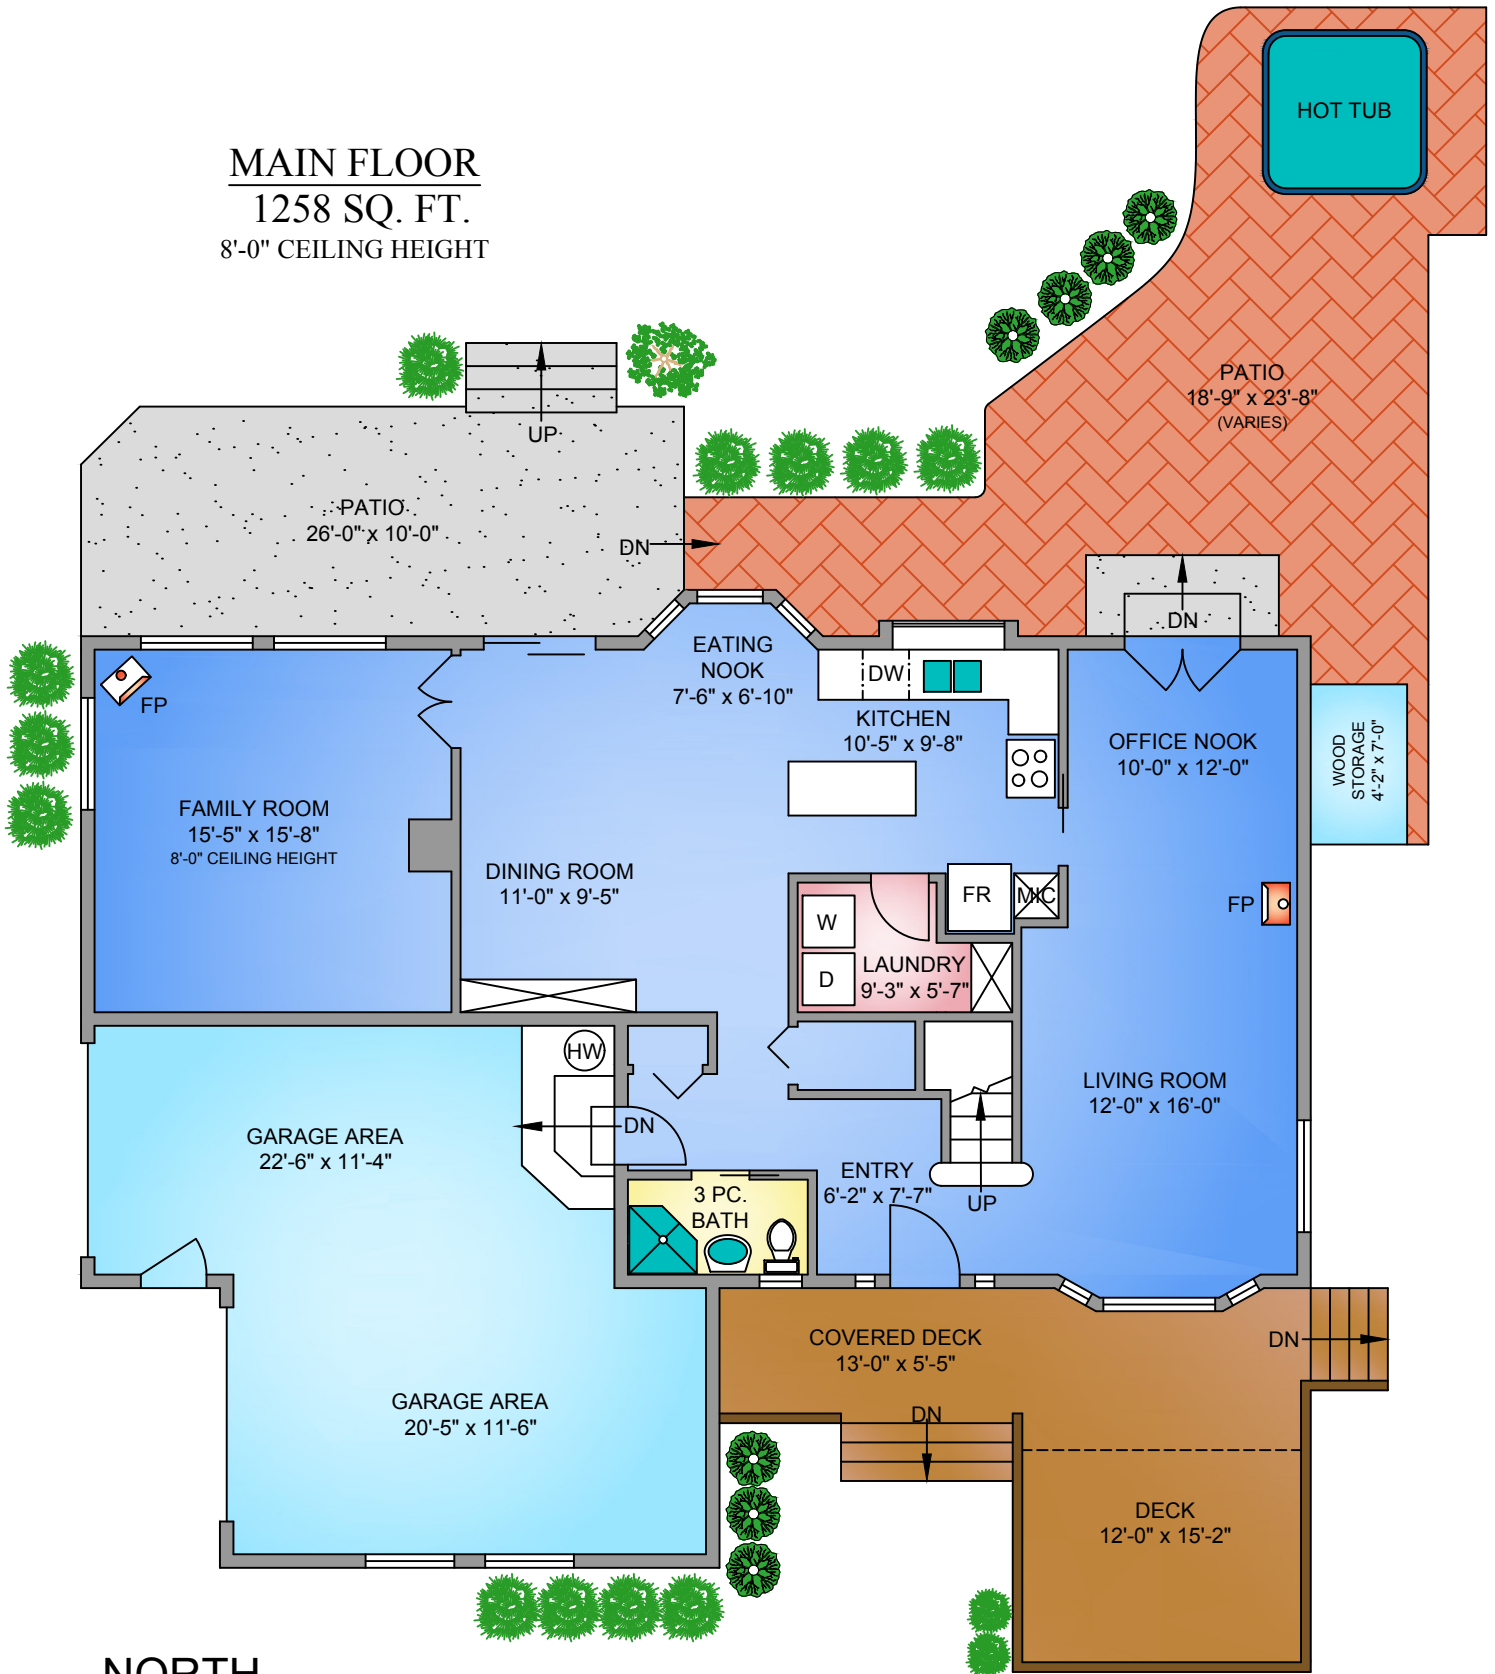 MAIN FLOOR
1258 SQ. FT.
8'-0" CEILING HEIGHT
HOT TUB
PATIO
18'-9" x 23'-8"
(VARIES)
UP
PATIO
26'-0" x 10'-0"
DN
DN
EATING
NOOK
7'-6" x 6'-10"
DW
KITCHEN
10'-5" x 9'-8"
OFFICE NOOK
10'-0" x 12'-0"
WOOD
STORAGE
4'-2" x 7'-0"
FP
FAMILY ROOM
15'-5" x 15'-8"
8'-0" CEILING HEIGHT
DINING ROOM
11'-0" x 9'-5"
FR
MIC
FP
W
D
LAUNDRY
9'-3" x 5'-7"
HW
LIVING ROOM
12'-0" x 16'-0"
DN
GARAGE AREA
22'-6" x 11'-4"
ENTRY
6'-2" x 7'-7"
UP
3 PC.
BATH
COVERED DECK
13'-0" x 5'-5"
DN
GARAGE AREA
20'-5" x 11'-6"
DN
DECK
12'-0" x 15'-2"
NORTH